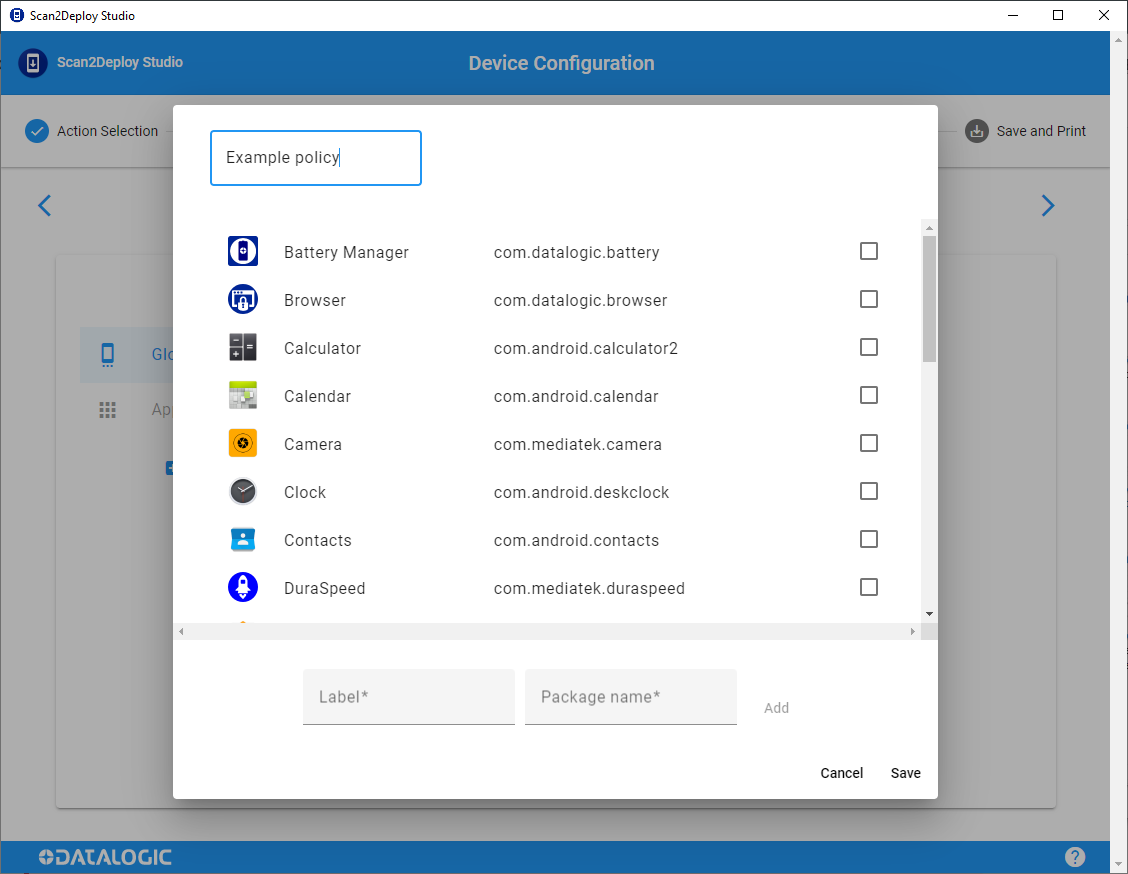 Scan2Deploy Studio
Scan2Deploy Studio
Device Configuration
Action Selection
Save and Print
Example policy
Battery Manager com.datalogic.battery
Browser com.datalogic.browser
Calculator com.android.calculator2
Calendar com.android.calendar
Camera com.mediatek.camera
Clock com.android.deskclock
Contacts com.android.contacts
DuraSpeed com.mediatek.duraspeed
Label* Package name* Add
Cancel Save
DATALOGIC
?